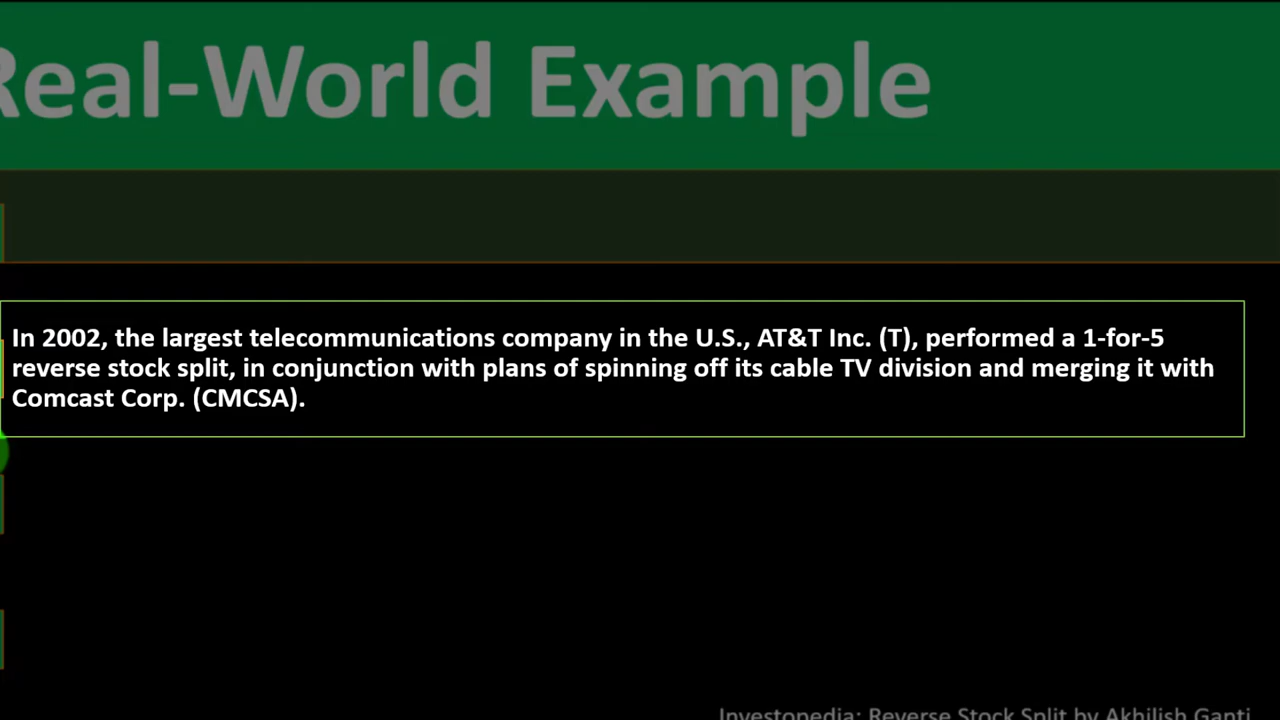 Real-World Example
In 2002, the largest telecommunications company in the U.S., AT&T Inc. (T), performed a 1-for-5
reverse stock split, in conjunction with plans of spinning off its cable TV division and merging it with
Comcast Corp. (CMCSA).
Investopedia: Reverse Stock Split by Akhilish Ganti